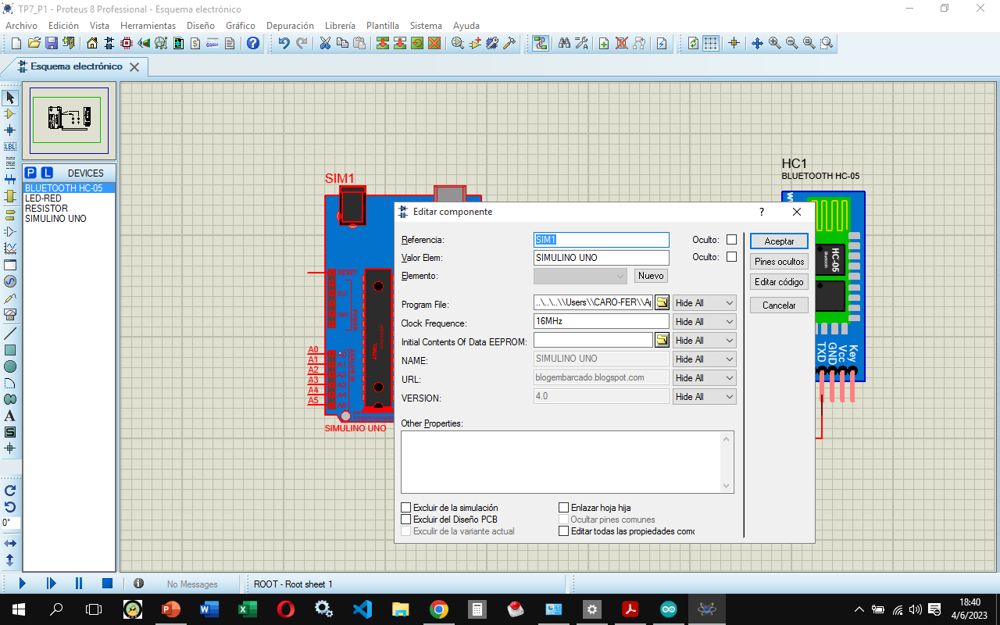 TP7_P1 - Proteus 8 Professional - Esquema electrónico
Archivo Edición Vista Herramientas Diseño Gráfico Depuración Librería Plantilla Sistema Ayuda
Esquema electrónico
LBL
P L DEVICES
BLUETOOTH HC-05
LED-RED
RESISTOR
SIMULINO UNO
A
S
0°
SIM1
A0
A1
A2
A3
A4
A5
SIMULINO UNO
HC1
BLUETOOTH HC-05
HC-05
Bluetooth
TXD
GND
Vcc
Key
Editar componente
Referencia: SIM1 Oculto: Aceptar
Valor Elem: SIMULINO UNO Oculto: Pines ocultos
Elemento: Nuevo Editar código
Program File: ..\..\..\\Users\\CARO-FER\\A Hide All Cancelar
Clock Frequence: 16MHz Hide All
Initial Contents Of Data EEPROM: Hide All
NAME: SIMULINO UNO Hide All
URL: blogembarcado.blogspot.com Hide All
VERSION: 4.0 Hide All
Other Properties:
Excluir de la simulación Enlazar hoja hija
Excluir del Diseño PCB Ocultar pines comunes
Exculir de la variante actual Editar todas las propiedades como
No Messages ROOT - Root sheet 1
18:40
4/6/2023